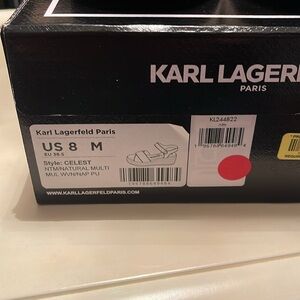 KARL LAGERF
PARIS
Karl Lagerfeld Paris
US 8 M
EU 38.5
Style: CELEST
NTM/NATURAL MULTI
MUL WVN/NAP PU
WWW.KARLLAGERFELDPARIS.COM
KL244822